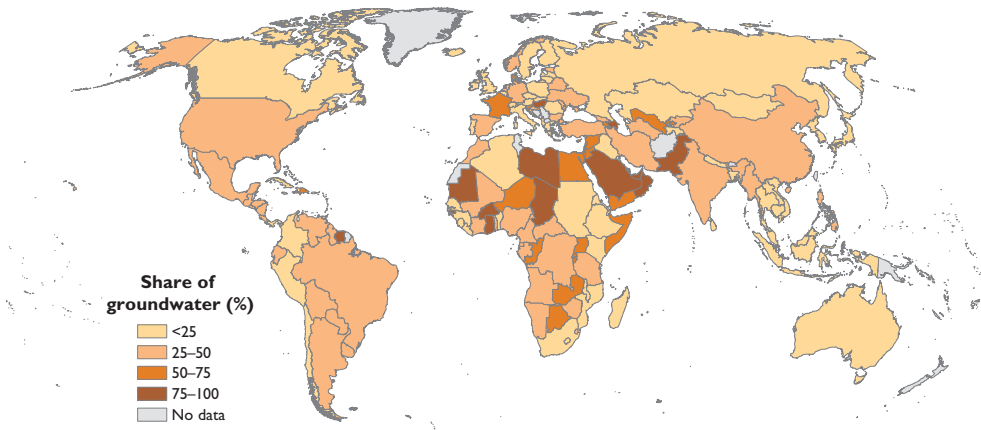 Share of
groundwater (%)
<25
25–50
50–75
75–100
No data